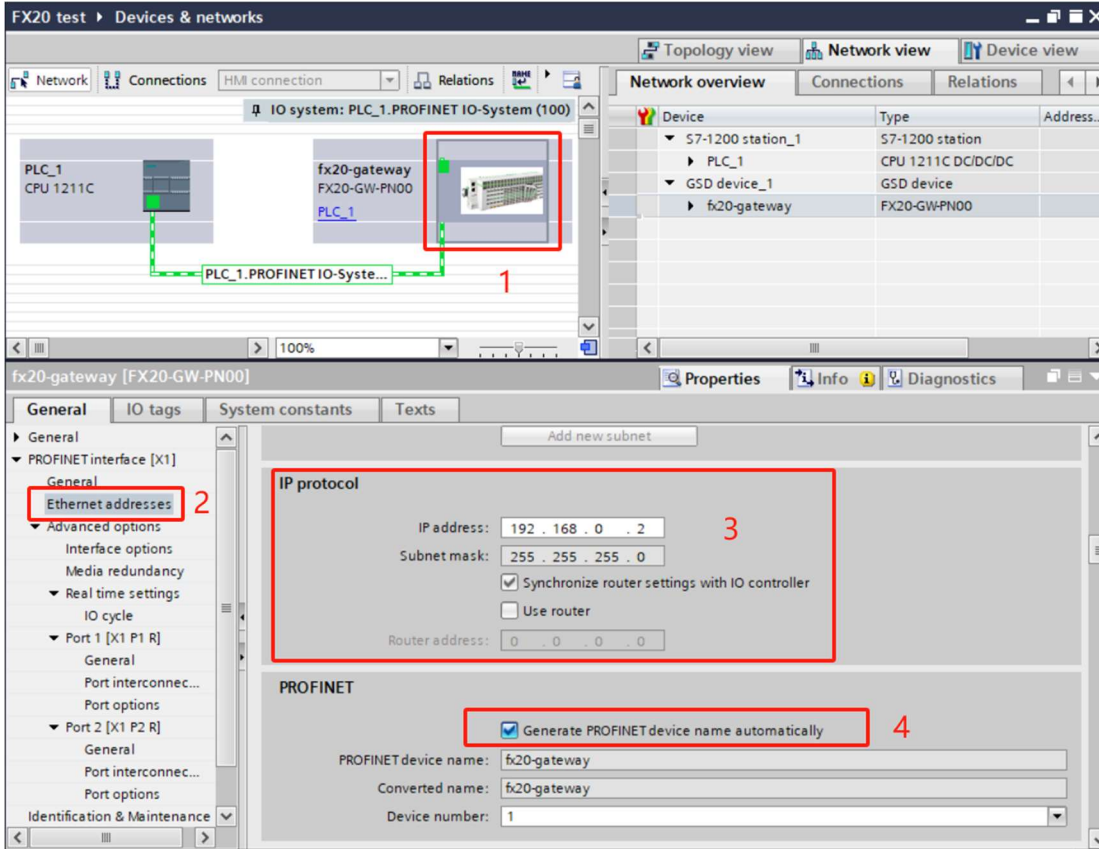 FX20 test ▸ Devices & networks
Topology view
Network view
Device view
Network
Connections
HMI connection
Relations
Network overview
Connections
Relations
IO system: PLC_1.PROFINET IO-System (100)
PLC_1
CPU 1211C
fx20-gateway
FX20-GW-PN00
PLC_1
PLC_1.PROFINET IO-Syste...
1
100%
Device
Type
Address..
S7-1200 station_1
S7-1200 station
PLC_1
CPU 1211C DC/DC/DC
GSD device_1
GSD device
fx20-gateway
FX20-GW-PN00
fx20-gateway [FX20-GW-PN00]
Properties
Info
Diagnostics
General
IO tags
System constants
Texts
General
PROFINET interface [X1]
General
Ethernet addresses
2
Advanced options
Interface options
Media redundancy
Real time settings
IO cycle
Port 1 [X1 P1 R]
General
Port interconnec...
Port options
Port 2 [X1 P2 R]
General
Port interconnec...
Port options
Identification & Maintenance
Add new subnet
IP protocol
IP address: 192 . 168 . 0 . 2
3
Subnet mask: 255 . 255 . 255 . 0
Synchronize router settings with IO controller
Use router
Router address: 0 . 0 . 0 . 0
PROFINET
Generate PROFINET device name automatically
4
PROFINET device name: fx20-gateway
Converted name: fx20-gateway
Device number: 1